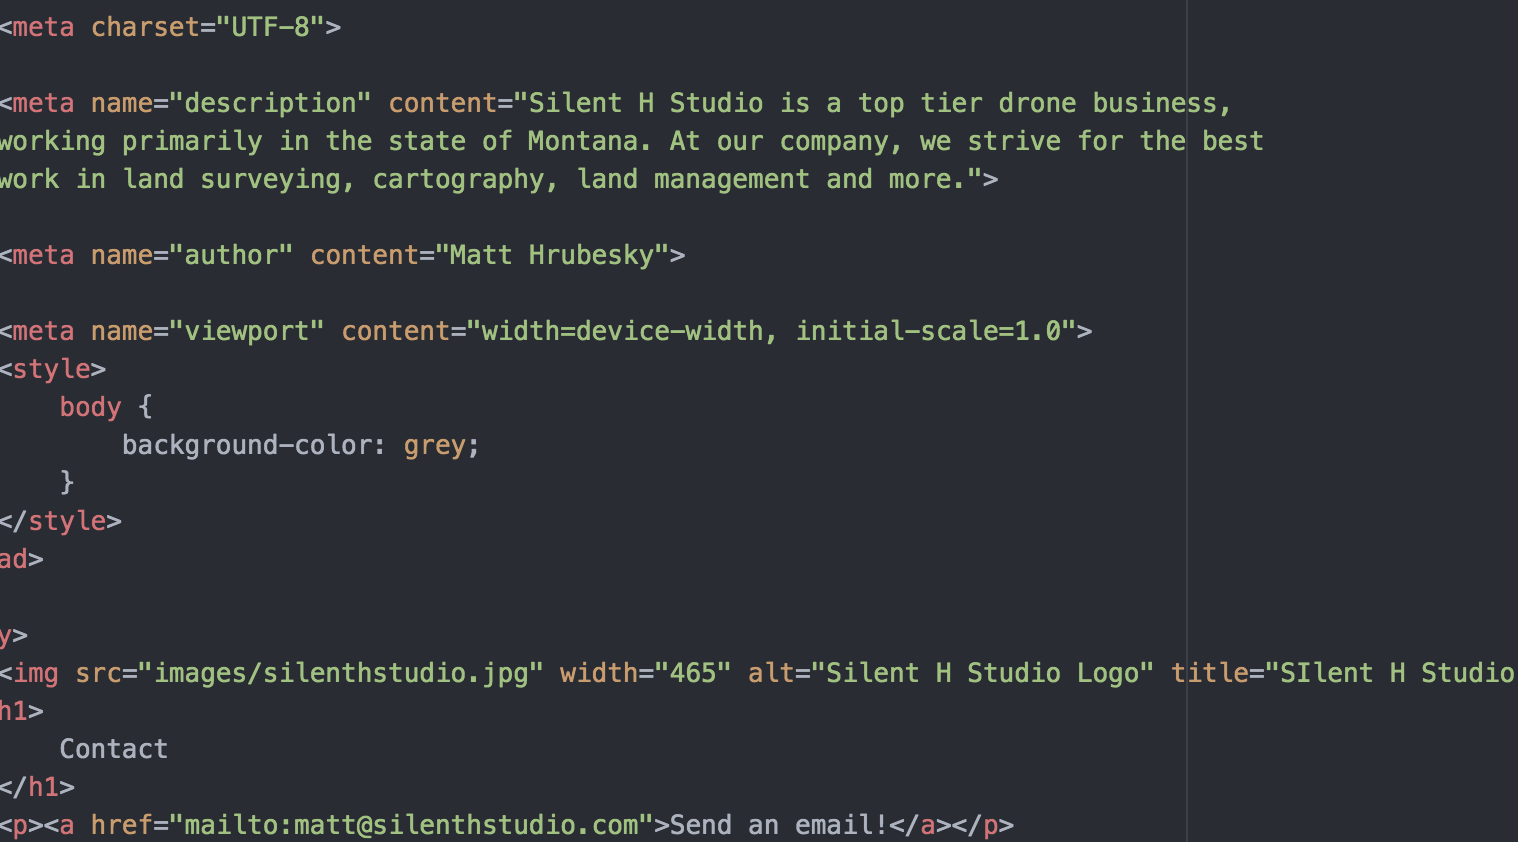 <meta charset="UTF-8">
<meta name="description" content="Silent H Studio is a top tier drone business,
working primarily in the state of Montana. At our company, we strive for the best
work in land surveying, cartography, land management and more.">
<meta name="author" content="Matt Hrubesky">
<meta name="viewport" content="width=device-width, initial-scale=1.0">
<style>
body {
background-color: grey;
}
</style>
ad>
y>
<img src="images/silenthstudio.jpg" width="465" alt="Silent H Studio Logo" title="SIlent H Studio
h1>
Contact
</h1>
<p><a href="mailto:matt@silenthstudio.com">Send an email!</a></p>